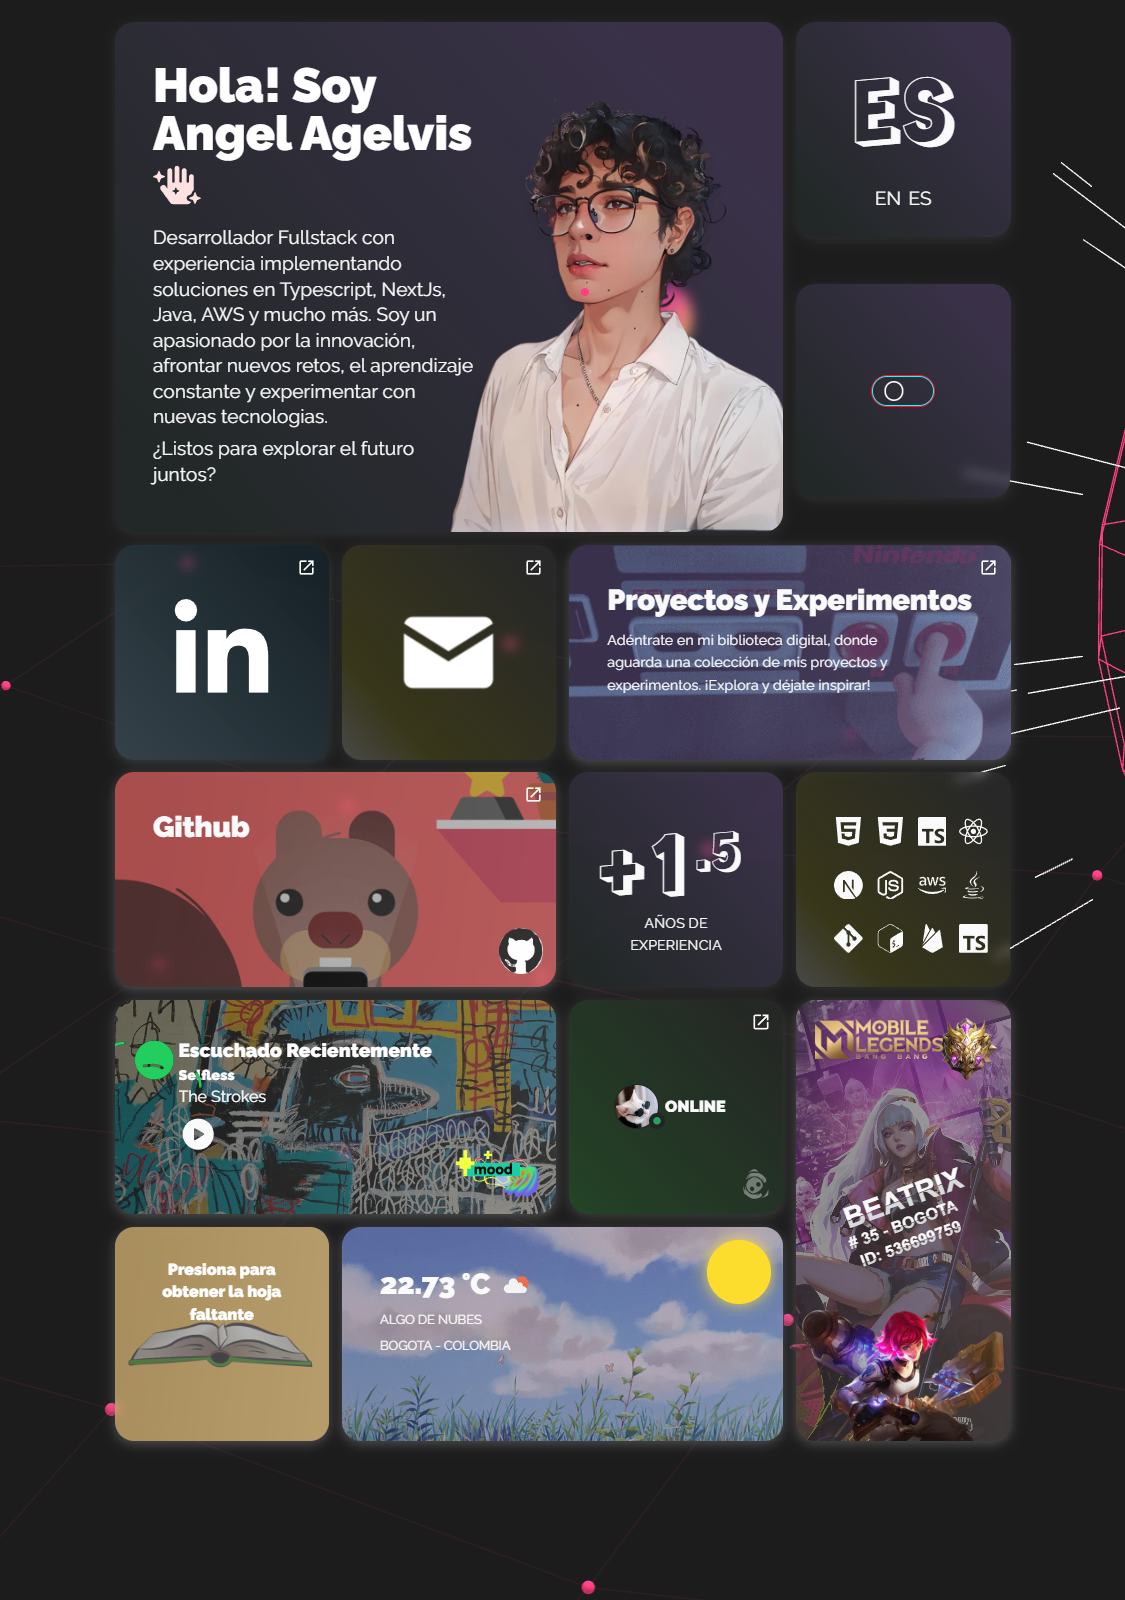 Hola! Soy
Angel Agelvis
Desarrollador Fullstack con
experiencia implementando
soluciones en Typescript, NextJs,
Java, AWS y mucho más. Soy un
apasionado por la innovación,
afrontar nuevos retos, el aprendizaje
constante y experimentar con
nuevas tecnologias.
¿Listos para explorar el futuro
juntos?
ES
EN ES
in
Nintendo
Proyectos y Experimentos
Adéntrate en mi biblioteca digital, donde
aguarda una colección de mis proyectos y
experimentos. ¡Explora y déjate inspirar!
Github
+1.5
AÑOS DE
EXPERIENCIA
5 3 TS
N JS aws
TS
Escuchado Recientemente
Selfless
The Strokes
mood
ONLINE
MOBILE
LEGENDS
BANG BANG
BEATRIX
# 35 - BOGOTA
ID: 536699759
Presiona para
obtener la hoja
faltante
22.73 °C
ALGO DE NUBES
BOGOTA - COLOMBIA